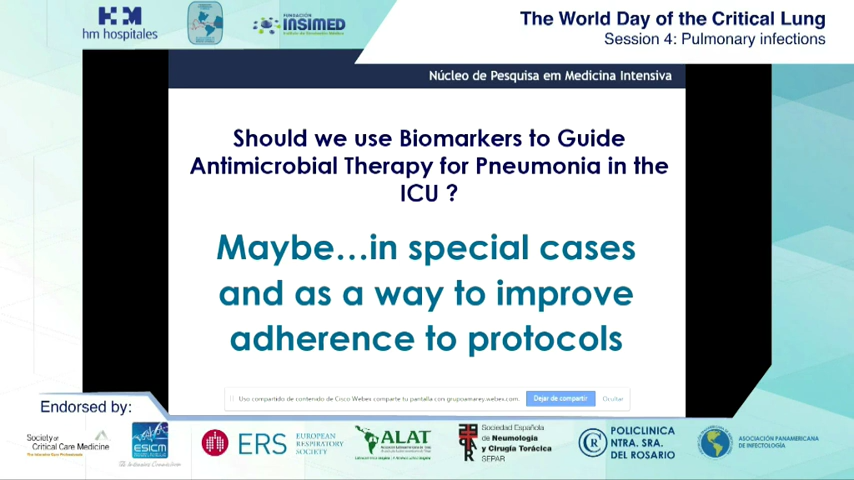 The World Day of the Critical Lung
Session 4: Pulmonary infections
hm hospitales
FUNDACIÓN
INSIMED
Núcleo de Pesquisa em Medicina Intensiva
Should we use Biomarkers to Guide
Antimicrobial Therapy for Pneumonia in the
ICU ?
Maybe...in special cases
and as a way to improve
adherence to protocols
Uso compartido de contenido de Cisco Webex comparte tu pantalla con grupoamarey.webex.com.
Dejar de compartir
Ocultar
Endorsed by:
Society of
Critical Care Medicine
ESICM
ERS
EUROPEAN
RESPIRATORY
SOCIETY
ALAT
SEPAR
Sociedad Española
de Neumología
y Cirugía Torácica
SEPAR
POLICLINICA
NTRA. SRA.
DEL ROSARIO
ASOCIACIÓN PANAMERICANA
DE INFECTOLOGÍA